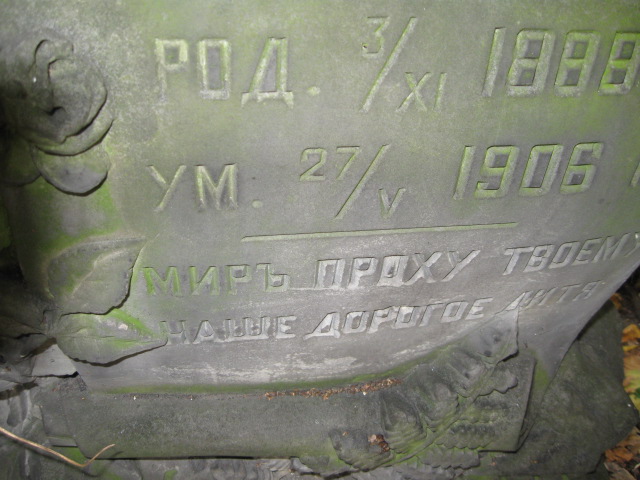 РОД. 3/XI 1888
УМ. 27/V 1906
МИРЪ ПРОХУ ТВОЕМУ
НАШЕ ДОРОГОЕ ДИТЯ